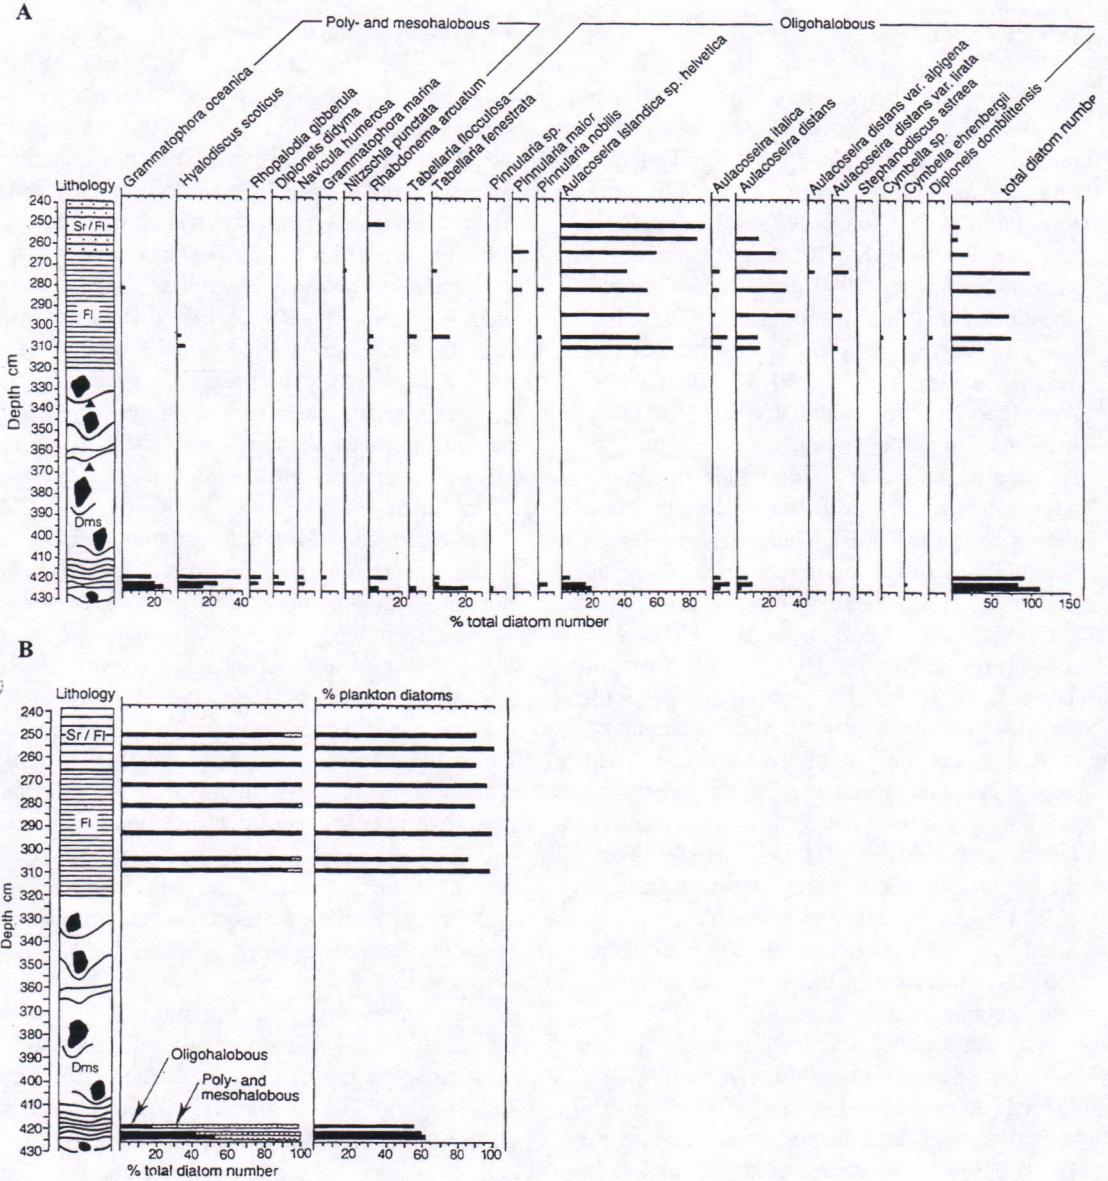 A
Poly- and mesohalobous
Oligohalobous
Lithology
Grammatophora oceanica
Hyalodiscus scoticus
Rhopalodia gibberula
Diploneis didyma
Navicula humerosa
Grammatophora marina
Nitzschia punctata
Rhabdonema arcuatum
Tabellaria flocculosa
Tabellaria fenestrata
Pinnularia sp.
Pinnularia major
Pinnularia nobilis
Aulacoseira islandica sp. helvetica
Aulacoseira italica
Aulacoseira distans
Aulacoseira distans var. alpigena
Aulacoseira distans var. lirata
Stephanodiscus astraea
Cymbella sp.
Cymbella ehrenbergii
Diploneis domblitensis
total diatom number
Depth cm
240
250
260
270
280
290
300
310
320
330
340
350
360
370
380
390
400
410
420
430
Sr / Fl
Fl
Dms
20 20 40 20 20 20 40 60 80 20 40 50 100 150
% total diatom number
B
Lithology
% plankton diatoms
Depth cm
240
250
260
270
280
290
300
310
320
330
340
350
360
370
380
390
400
410
420
430
Sr / Fl
Fl
Dms
Oligohalobous
Poly- and
mesohalobous
20 40 60 80 100 20 40 60 80 100
% total diatom number